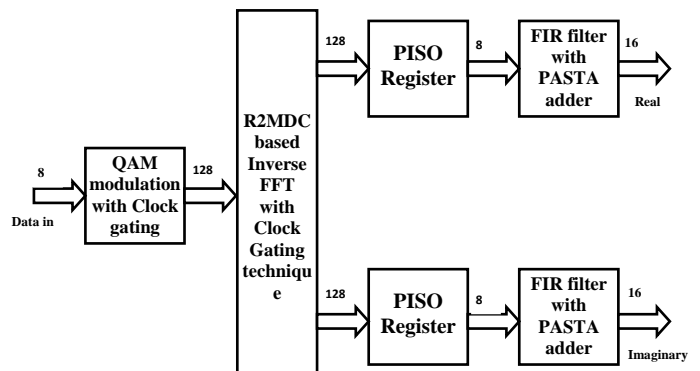 8
Data in
QAM
modulation
with Clock
gating
128
R2MDC
based
Inverse
FFT
with
Clock
Gating
techniqu
e
128
PISO
Register
8
FIR filter
with
PASTA
adder
16
Real
128
PISO
Register
8
FIR filter
with
PASTA
adder
16
Imaginary